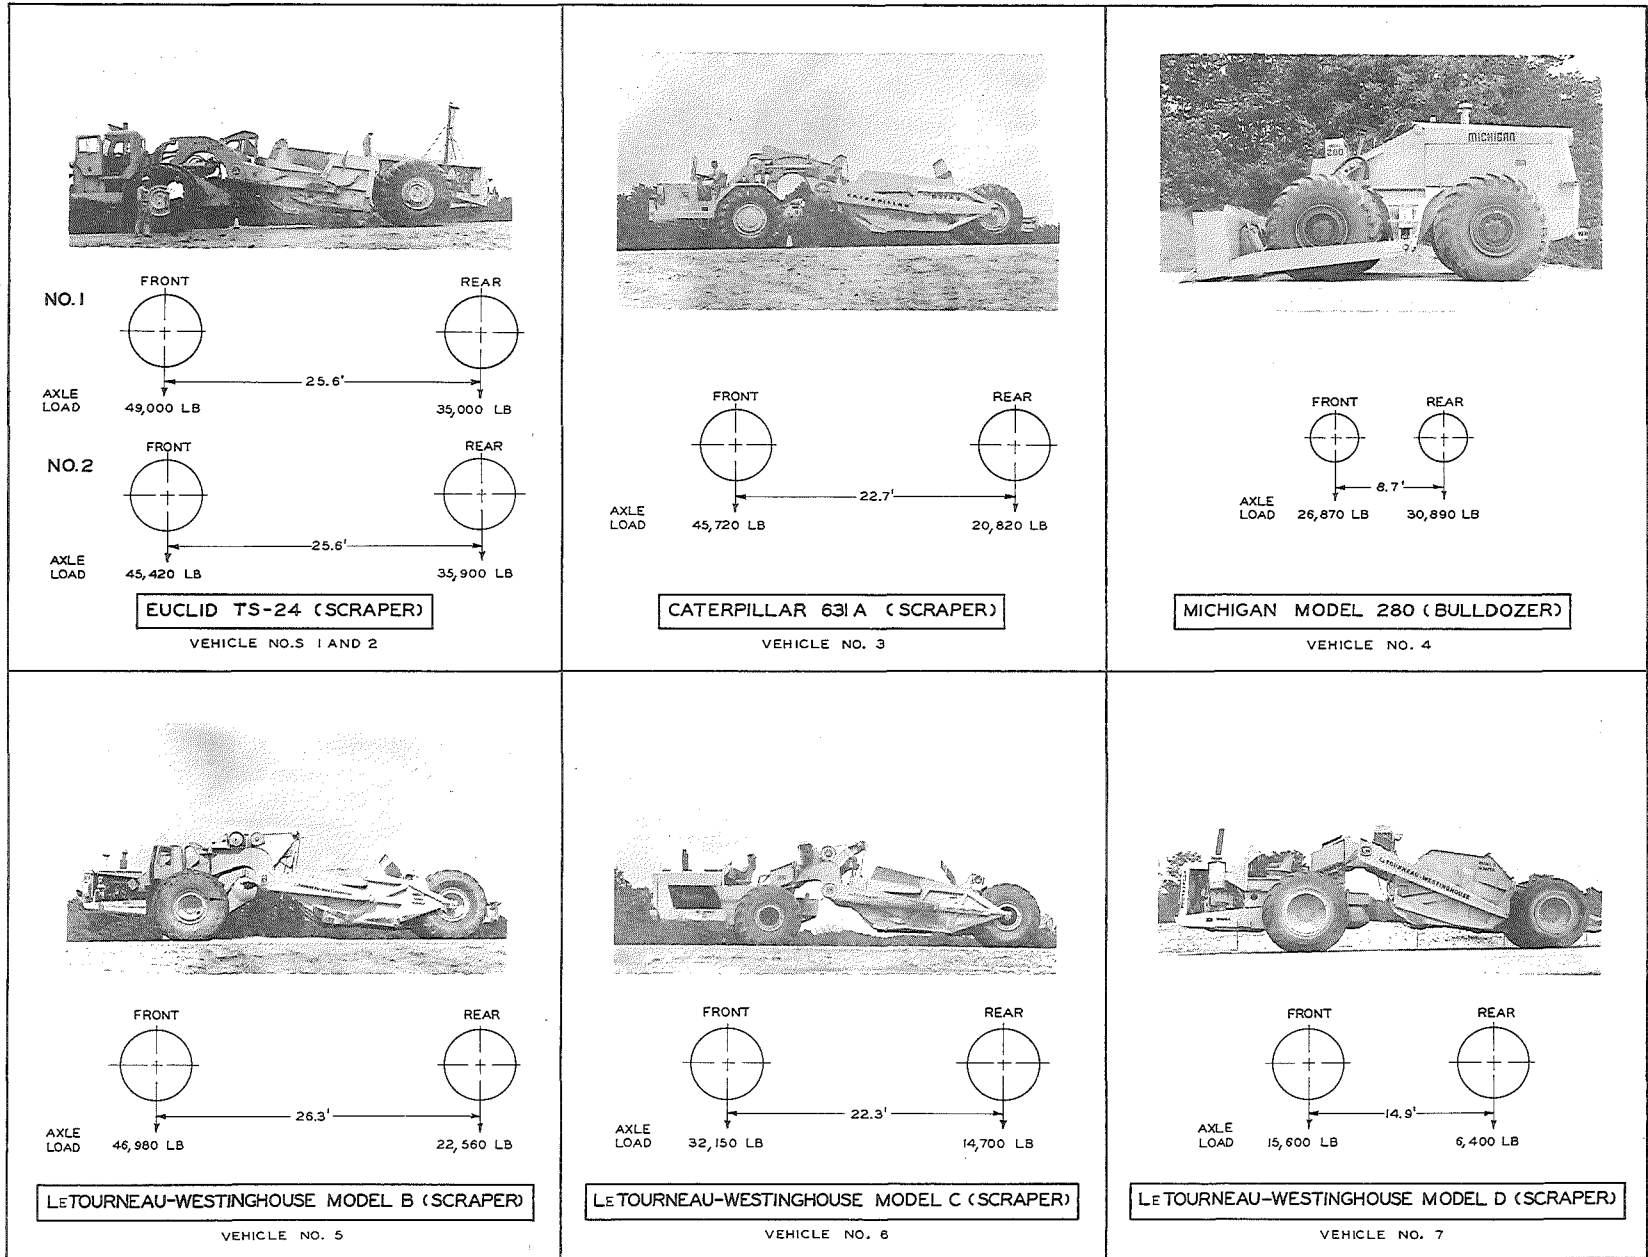 FRONT REAR
NO. 1
25.6'
AXLE
LOAD 49,000 LB 35,000 LB
FRONT REAR
NO. 2
25.6'
AXLE
LOAD 45,420 LB 35,900 LB
EUCLID TS-24 (SCRAPER)
VEHICLE NO.S 1 AND 2
CATERPILLAR
FRONT REAR
22.7'
AXLE
LOAD 45,720 LB 20,820 LB
CATERPILLAR 631A (SCRAPER)
VEHICLE NO. 3
MICHIGAN
280
FRONT REAR
8.7'
AXLE
LOAD 26,870 LB 30,890 LB
MICHIGAN MODEL 280 (BULLDOZER)
VEHICLE NO. 4
FRONT REAR
26.3'
AXLE
LOAD 46,980 LB 22,560 LB
LETOURNEAU-WESTINGHOUSE MODEL B (SCRAPER)
VEHICLE NO. 5
FRONT REAR
22.3'
AXLE
LOAD 32,150 LB 14,700 LB
LETOURNEAU-WESTINGHOUSE MODEL C (SCRAPER)
VEHICLE NO. 6
G LETOURNEAU-WESTINGHOUSE
FRONT REAR
14.9'
AXLE
LOAD 15,600 LB 6,400 LB
LETOURNEAU-WESTINGHOUSE MODEL D (SCRAPER)
VEHICLE NO. 7